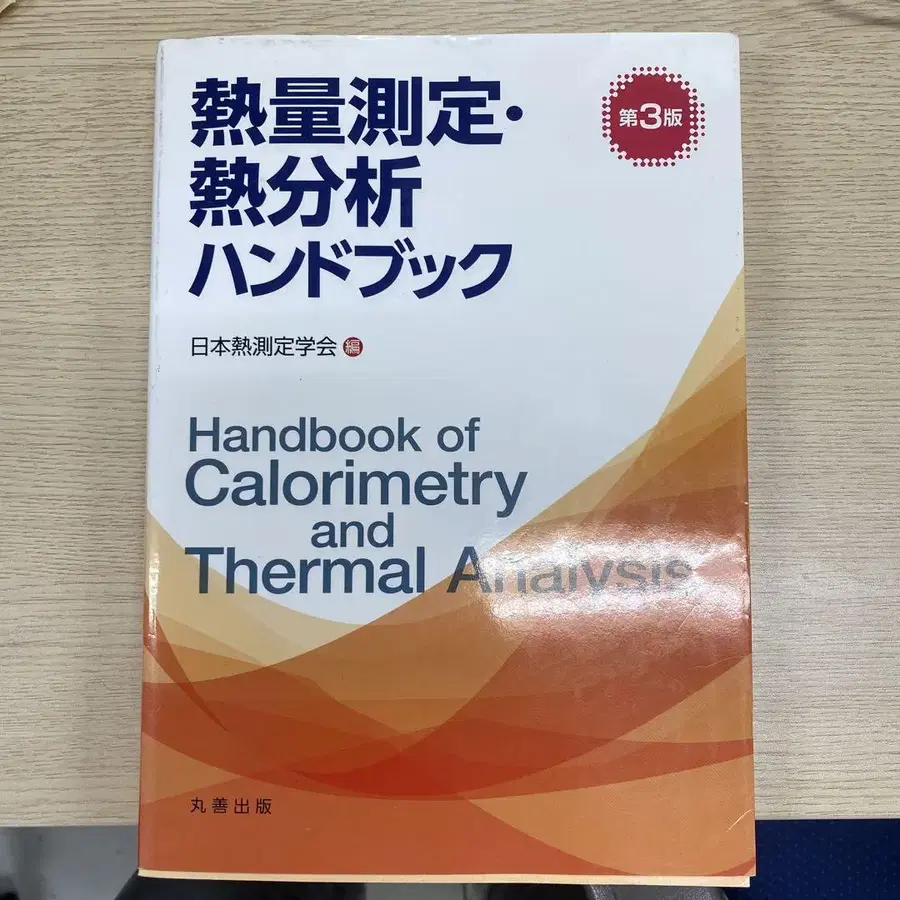 熱量測定・
熱分析
ハンドブック
第3版
日本熱測定学会 編
Handbook of
Calorimetry
and
Thermal Analysis
丸善出版